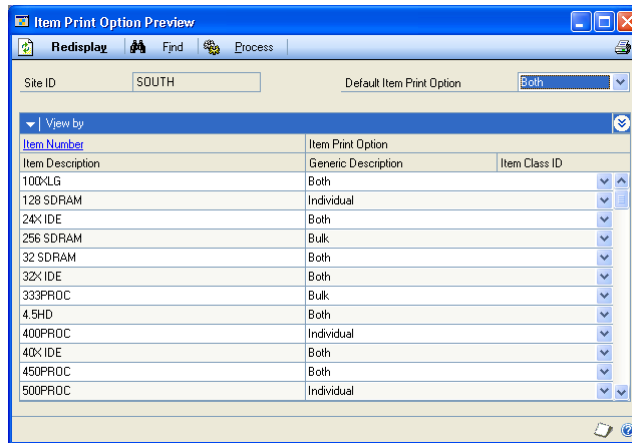 Item Print Option Preview
Redisplay Find Process
Site ID SOUTH Default Item Print Option Both
View by
Item Number Item Print Option
Item Description Generic Description Item Class ID
100XLG Both
128 SDRAM Individual
24X IDE Both
256 SDRAM Bulk
32 SDRAM Both
32X IDE Both
333PROC Bulk
4.5HD Both
400PROC Individual
40X IDE Both
450PROC Both
500PROC Individual